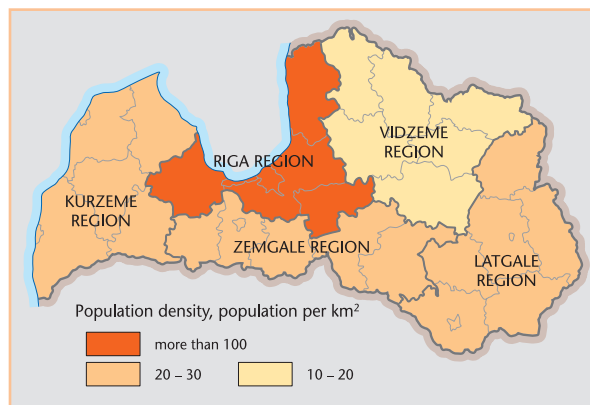 VIDZEME
REGION
RIGA REGION
KURZEME
REGION
ZEMGALE REGION
LATGALE
REGION
Population density, population per km²
more than 100
20 – 30
10 – 20